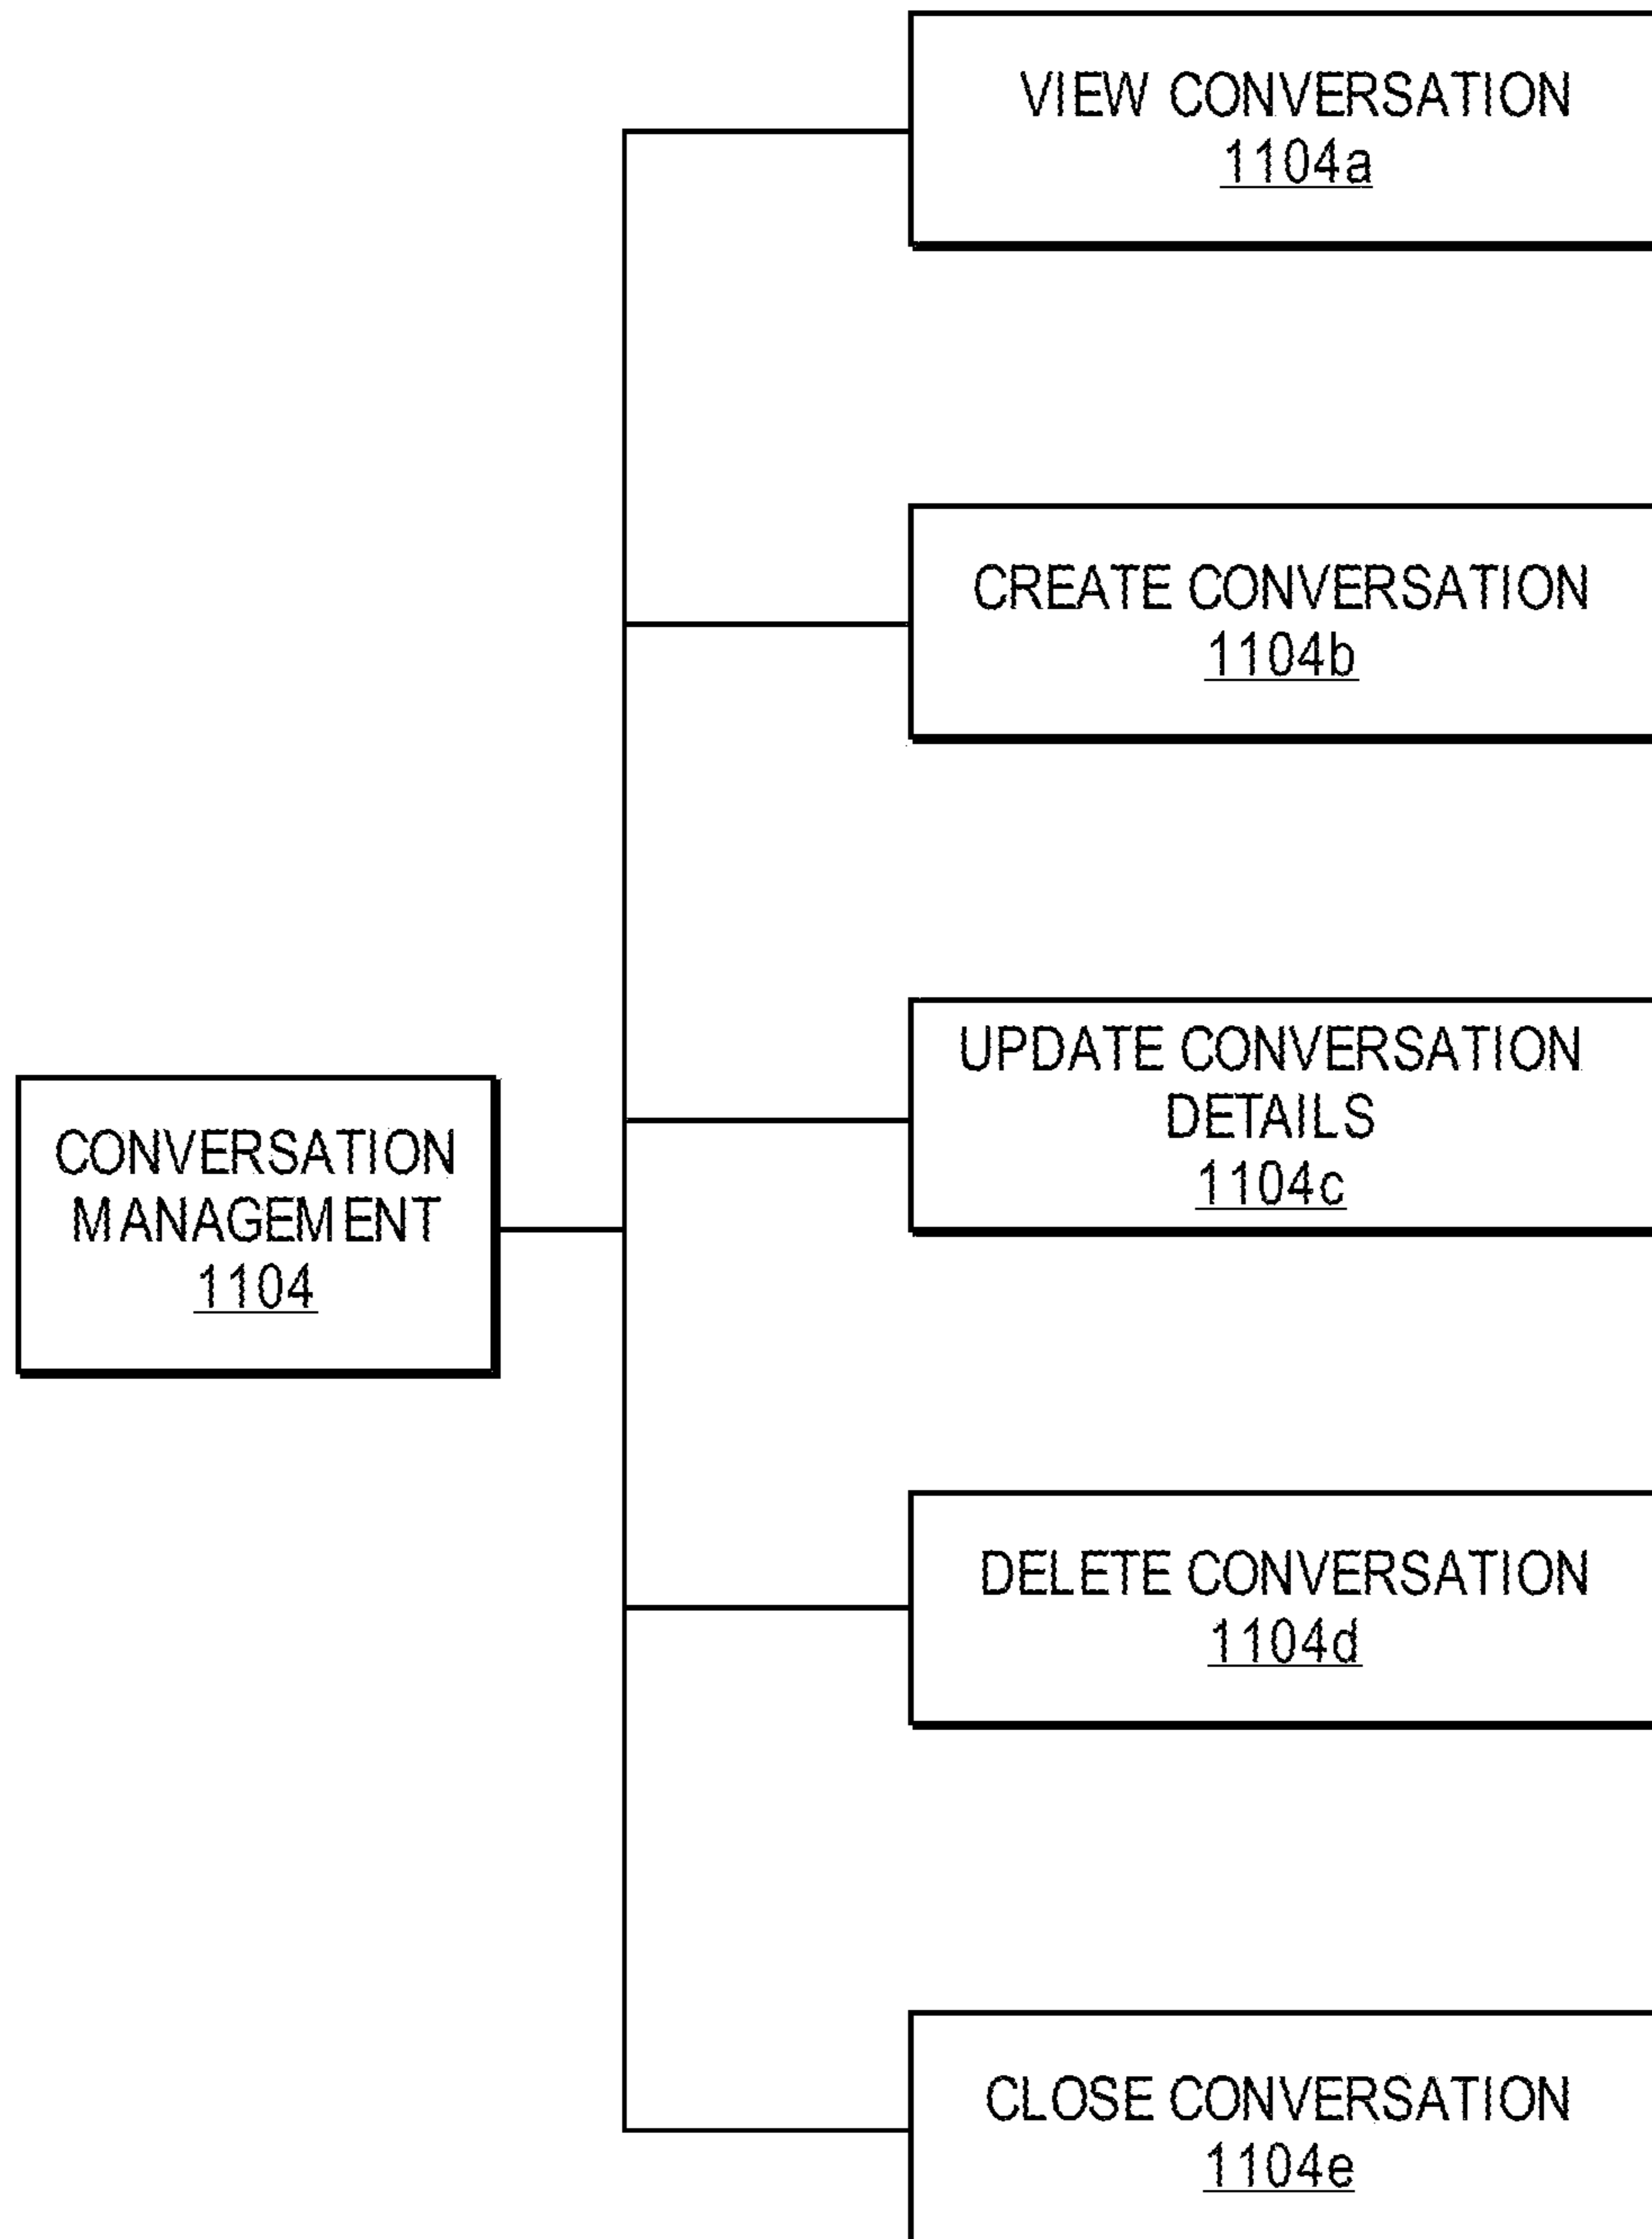 VIEW CONVERSATION
1104a
CREATE CONVERSATION
1104b
UPDATE CONVERSATION
DETAILS
1104c
CONVERSATION
MANAGEMENT
1104
DELETE CONVERSATION
1104d
CLOSE CONVERSATION
1104e